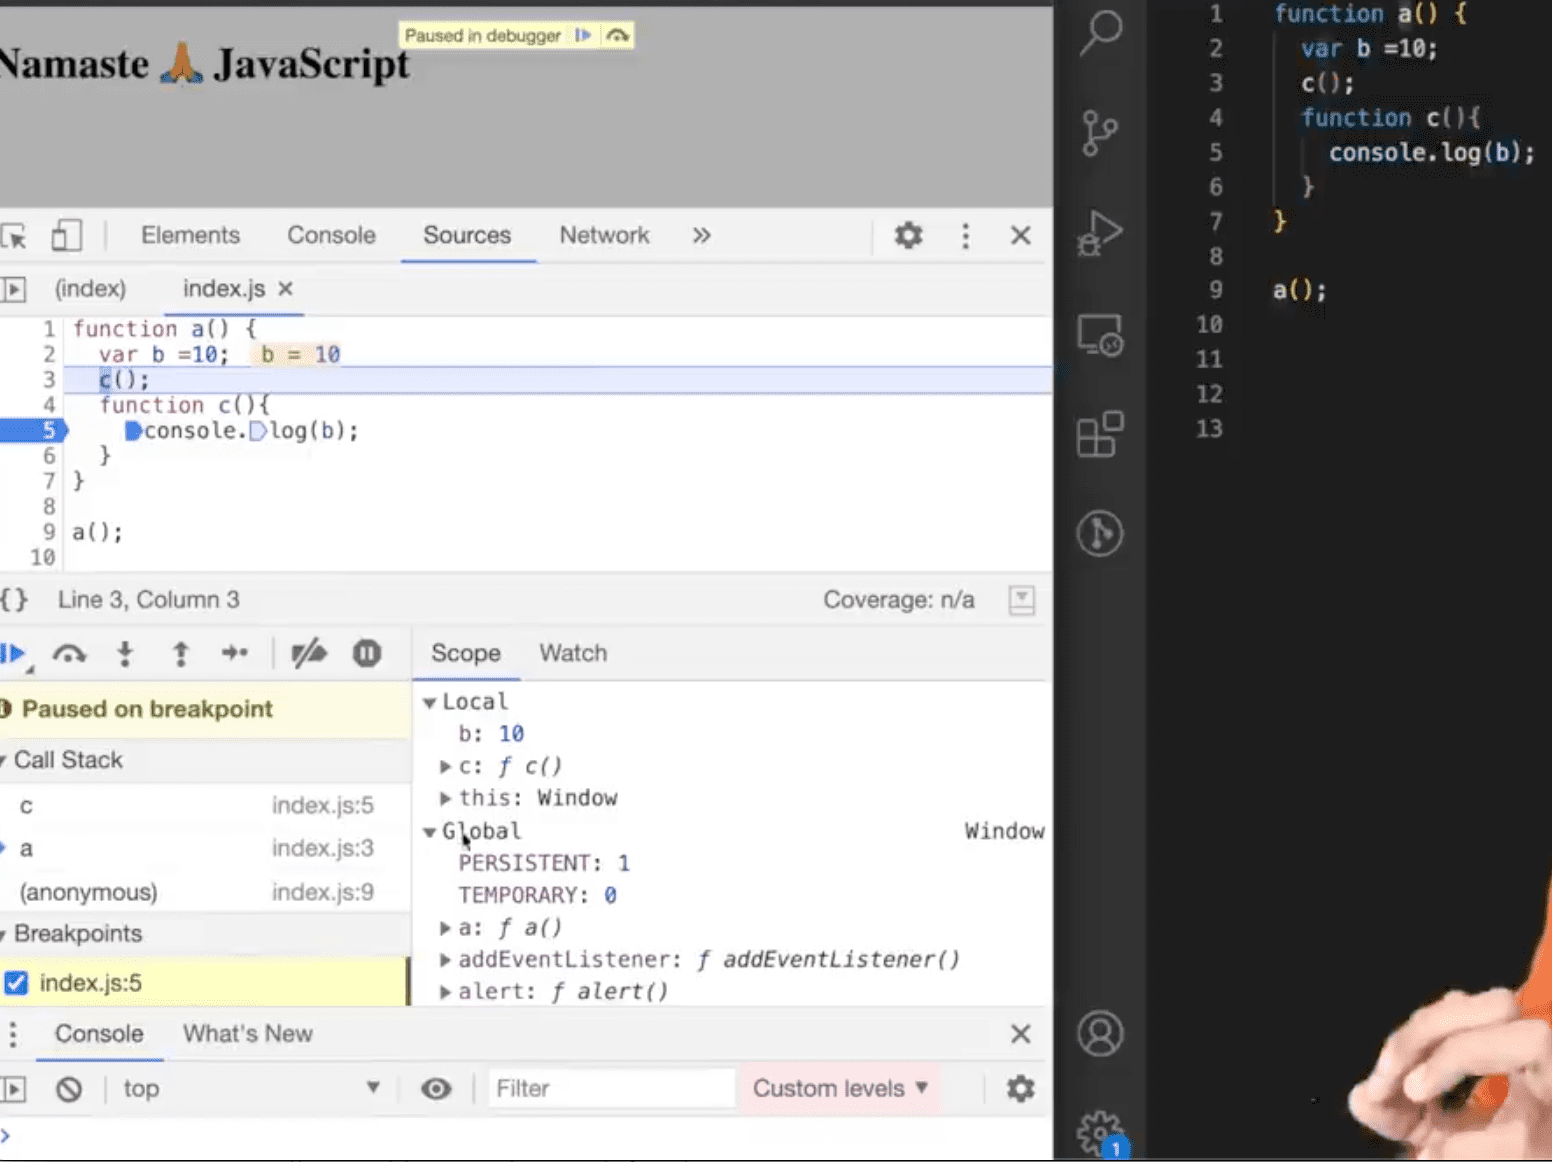 Paused in debugger
Namaste 🙏 JavaScript
Elements Console Sources Network »
(index) index.js ×
1 function a() {
2 var b =10; b = 10
3 c();
4 function c(){
5 console.log(b);
6 }
7 }
8
9 a();
10
{} Line 3, Column 3 Coverage: n/a
Scope Watch
Paused on breakpoint
Call Stack
c index.js:5
a index.js:3
(anonymous) index.js:9
Breakpoints
index.js:5
Local
b: 10
c: ƒ c()
this: Window
Global Window
PERSISTENT: 1
TEMPORARY: 0
a: ƒ a()
addEventListener: ƒ addEventListener()
alert: ƒ alert()
Console What's New
top Filter Custom levels
1 function a() {
2 var b =10;
3 c();
4 function c(){
5 console.log(b);
6 }
7 }
8
9 a();
10
11
12
13
1